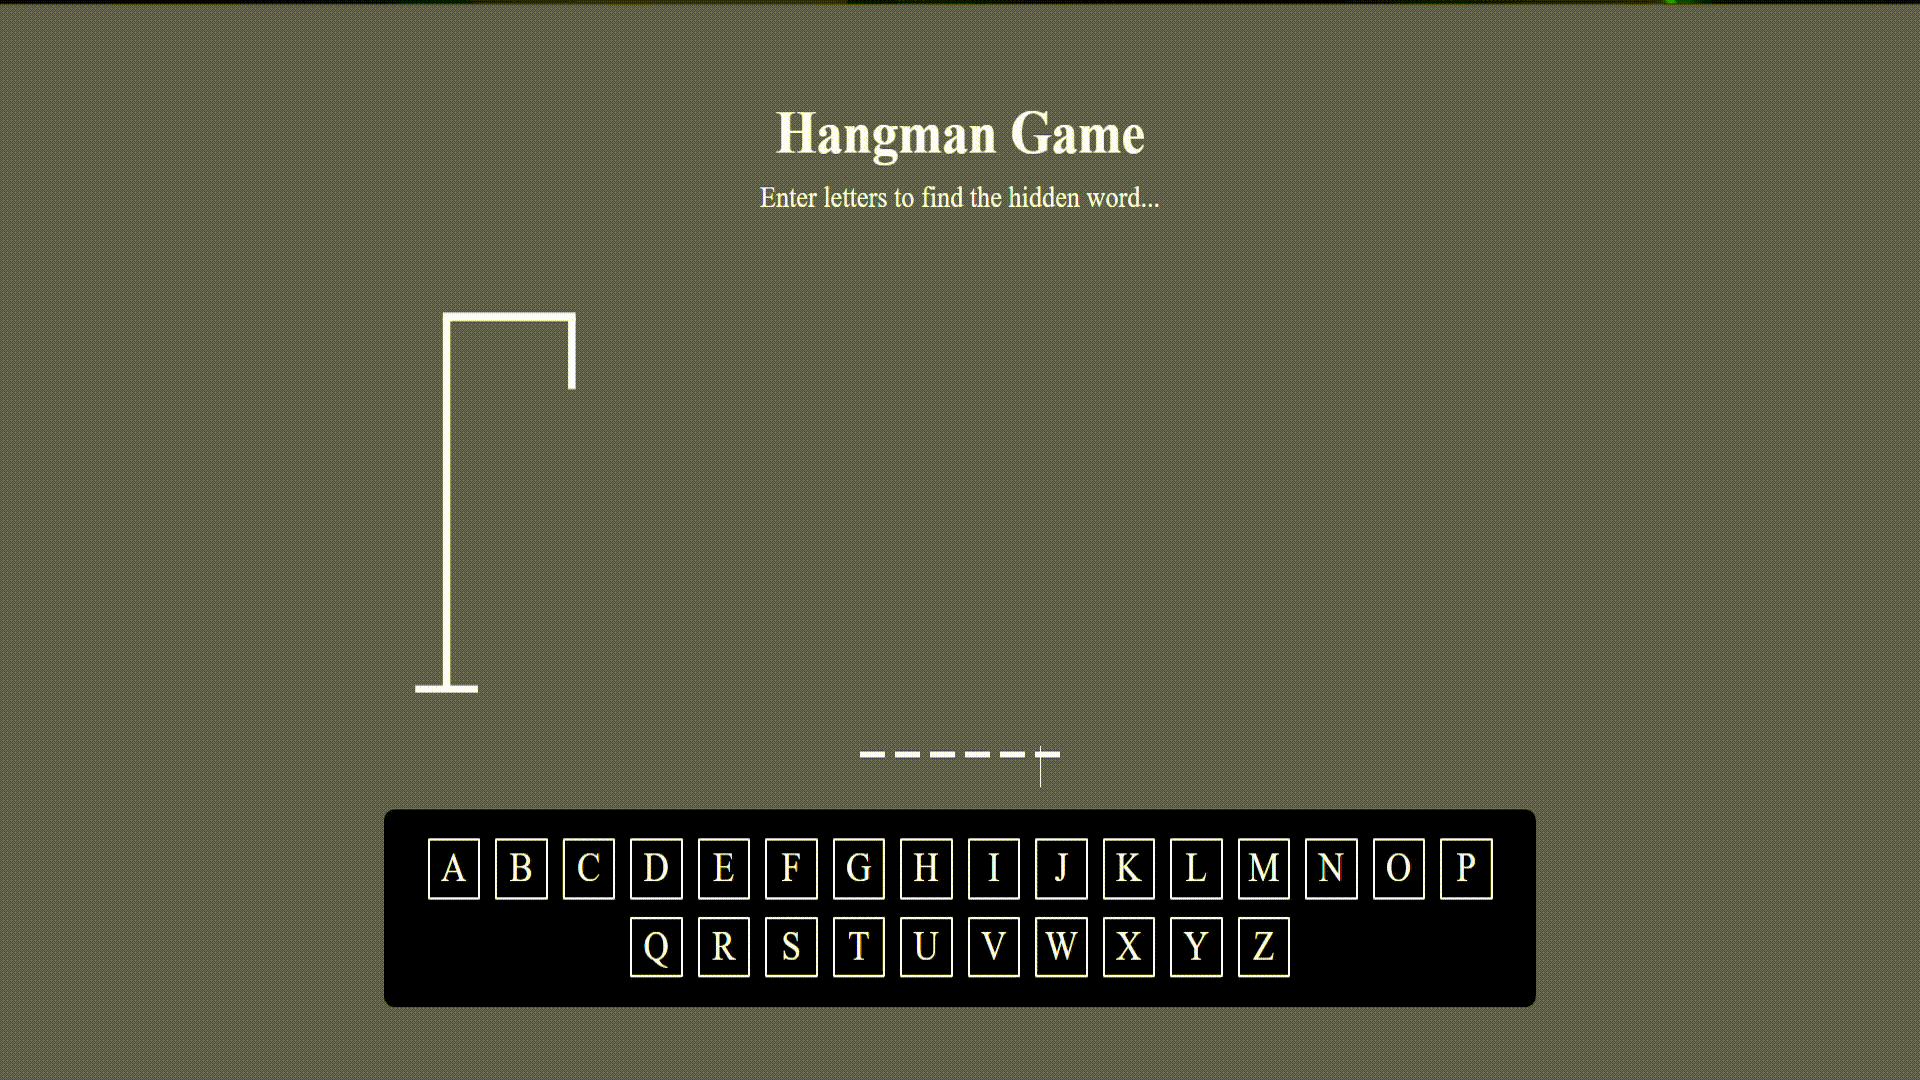 Hangman Game
Enter letters to find the hidden word...
A B C D E F G H I J K L M N O P
Q R S T U V W X Y Z